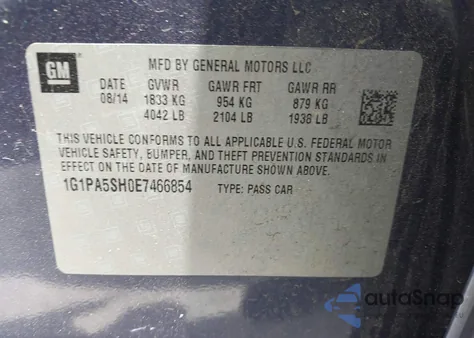 GM
MFD BY GENERAL MOTORS LLC
DATE GVWR GAWR FRT GAWR RR
08/14 1833 KG 954 KG 879 KG
4042 LB 2104 LB 1938 LB
THIS VEHICLE CONFORMS TO ALL APPLICABLE U.S. FEDERAL MOTOR
VEHICLE SAFETY, BUMPER, AND THEFT PREVENTION STANDARDS IN
EFFECT ON THE DATE OF MANUFACTURE SHOWN ABOVE.
1G1PA5SH0E7466854 TYPE: PASS CAR
autoSnap